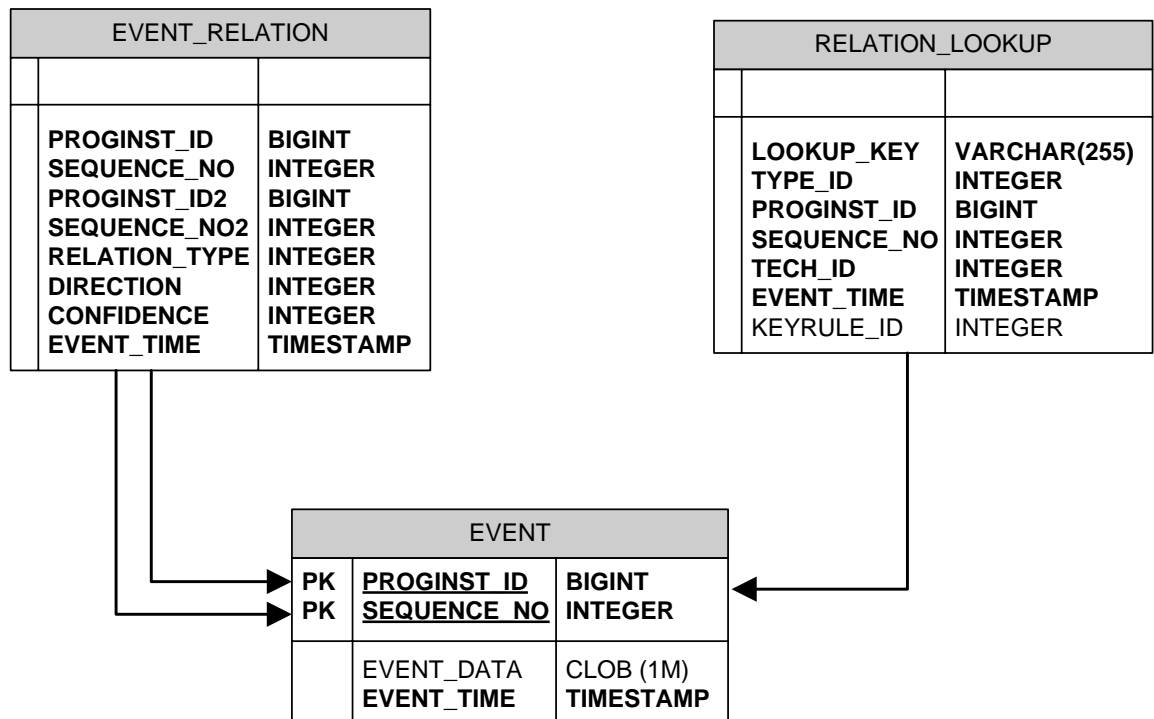 EVENT_RELATION
PROGINST_ID BIGINT
SEQUENCE_NO INTEGER
PROGINST_ID2 BIGINT
SEQUENCE_NO2 INTEGER
RELATION_TYPE INTEGER
DIRECTION INTEGER
CONFIDENCE INTEGER
EVENT_TIME TIMESTAMP
RELATION_LOOKUP
LOOKUP_KEY VARCHAR(255)
TYPE_ID INTEGER
PROGINST_ID BIGINT
SEQUENCE_NO INTEGER
TECH_ID INTEGER
EVENT_TIME TIMESTAMP
KEYRULE_ID INTEGER
EVENT
PK PROGINST_ID BIGINT
PK SEQUENCE_NO INTEGER
EVENT_DATA CLOB (1M)
EVENT_TIME TIMESTAMP